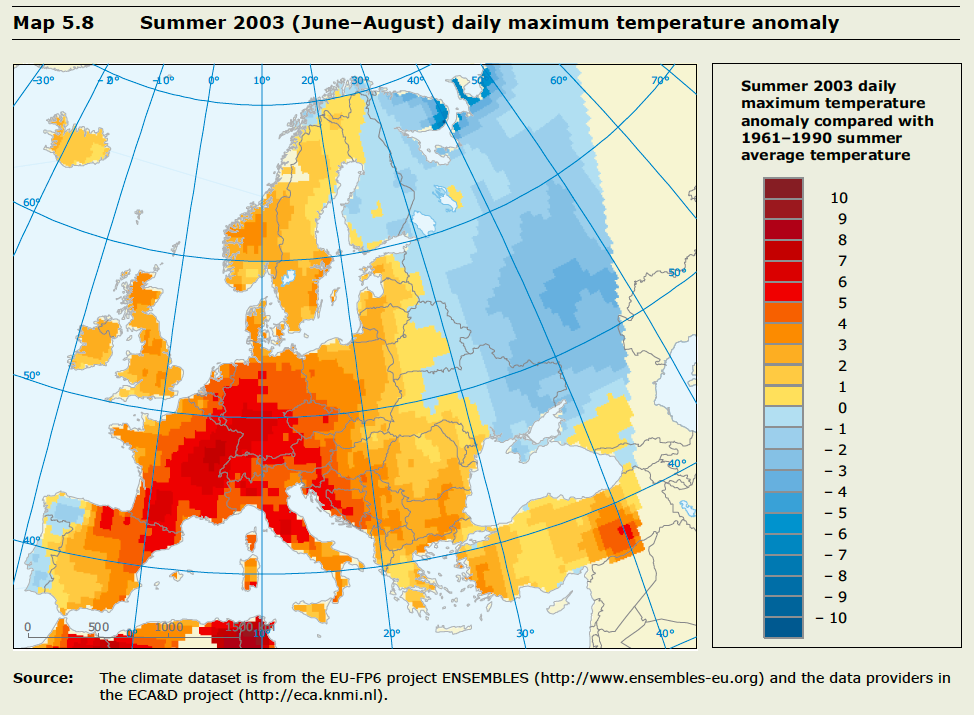 Map 5.8 Summer 2003 (June–August) daily maximum temperature anomaly
-30° -20° -10° 0° 10° 20° 30° 40° 50° 60° 70°
60°
50°
40°
50°
40°
0 500 1000 1500 km
0° 10° 20° 30° 40°
Summer 2003 daily
maximum temperature
anomaly compared with
1961–1990 summer
average temperature
10
9
8
7
6
5
4
3
2
1
0
– 1
– 2
– 3
– 4
– 5
– 6
– 7
– 8
– 9
– 10
Source: The climate dataset is from the EU-FP6 project ENSEMBLES (http://www.ensembles-eu.org) and the data providers in
the ECA&D project (http://eca.knmi.nl).